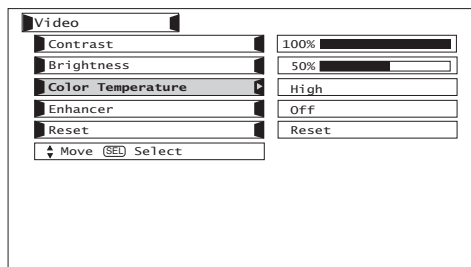 Video
Contrast 100%
Brightness 50%
Color Temperature High
Enhancer Off
Reset Reset
Move SEL Select